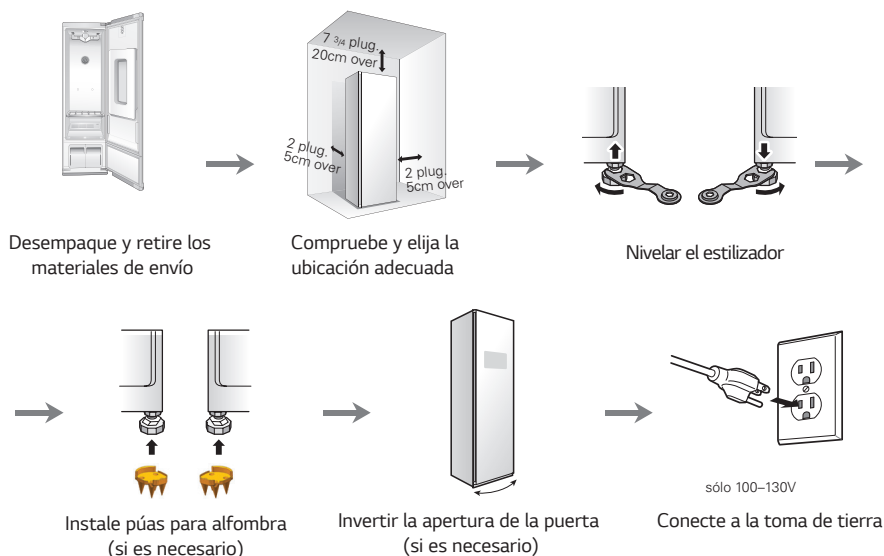 7 3/4 plug.
20cm over
2 plug.
5cm over
2 plug.
5cm over
Desempaque y retire los
materiales de envío
Compruebe y elija la
ubicación adecuada
Nivelar el estilizador
sólo 100–130V
Instale púas para alfombra
(si es necesario)
Invertir la apertura de la puerta
(si es necesario)
Conecte a la toma de tierra